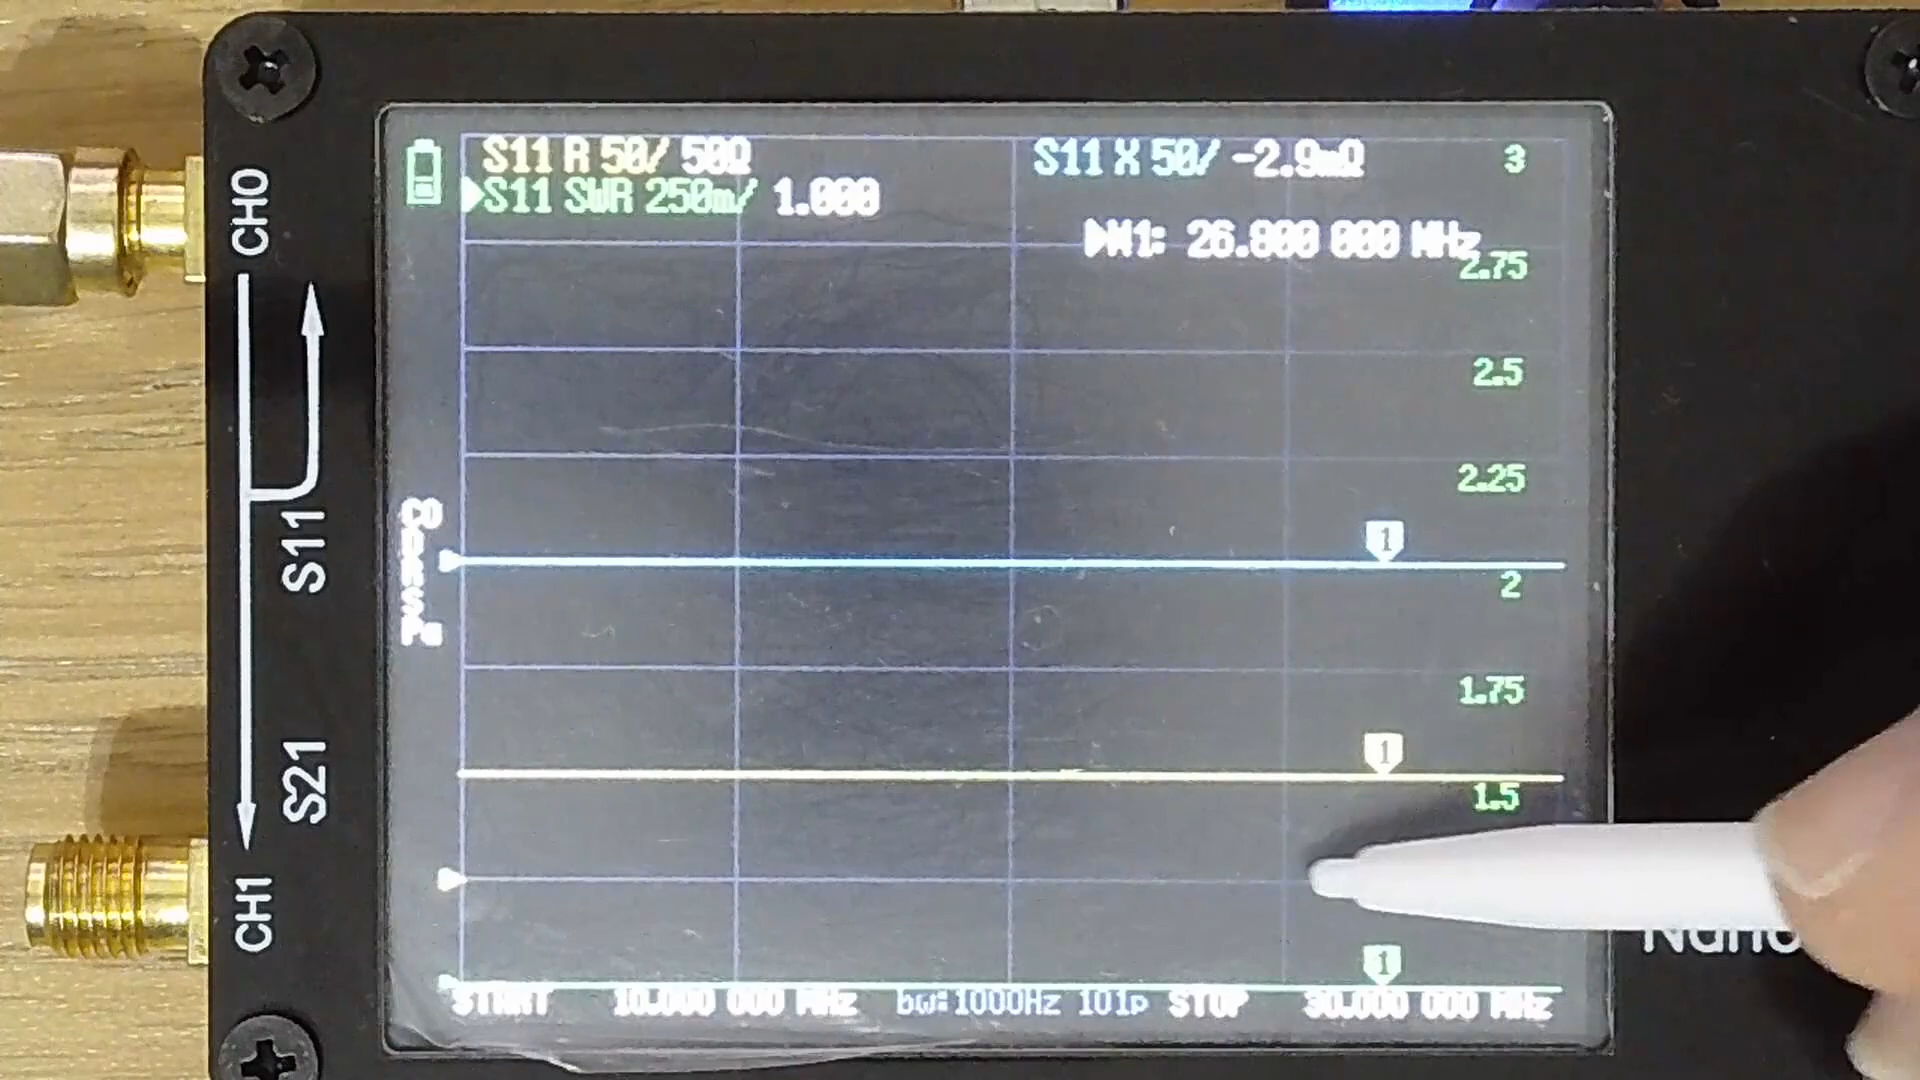 S11 R 50/ 50Ω
S11 X 50/ -2.9mΩ
S11 SWR 250m/ 1.000
M1: 26.800 000 MHz
3
2.75
2.5
2.25
2
1.75
1.5
1
1
1
START 10.000 000 MHz bw:1000Hz 101p STOP 30.000 000 MHz
CH0
S11
S21
CH1